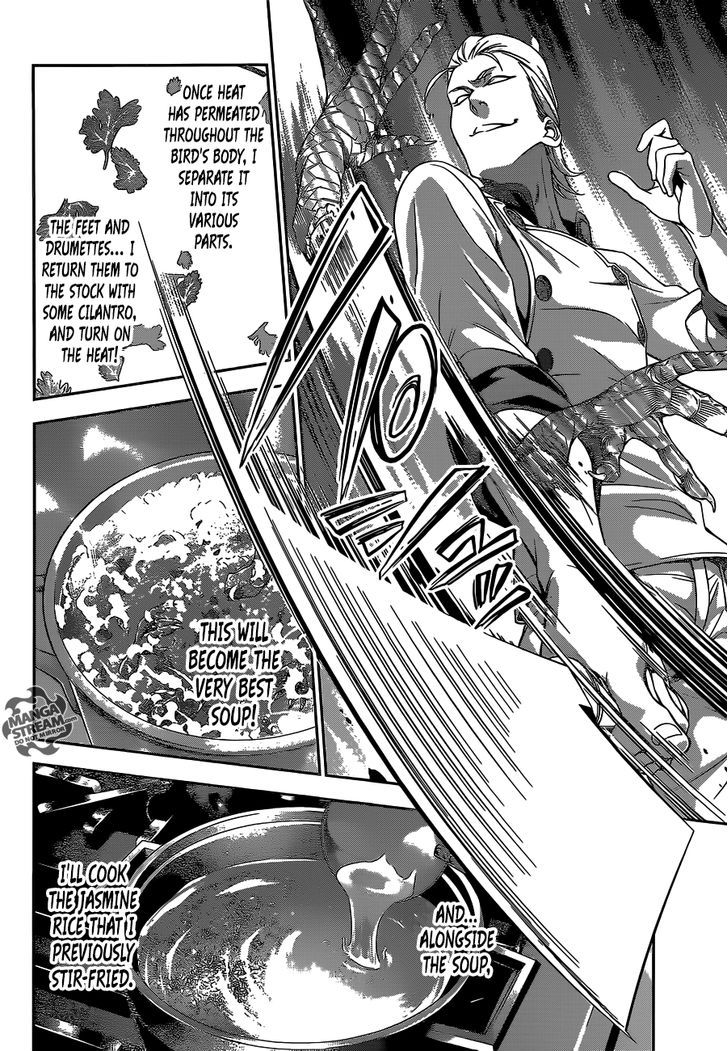 ONCE HEAT
HAS PERMEATED
THROUGHOUT THE
BIRD'S BODY, I
SEPARATE IT
INTO ITS
VARIOUS
PARTS.
THE FEET AND
DRUMETTES... I
RETURN THEM TO
THE STOCK WITH
SOME CILANTRO,
AND TURN ON
THE HEAT!
THIS WILL
BECOME THE
VERY BEST
SOUP!
MANGA
STREAM.com
DO NOT MIRROR
AND...
ALONGSIDE
THE SOUP,
I'LL COOK
THE JASMINE
RICE THAT I
PREVIOUSLY
STIR-FRIED.